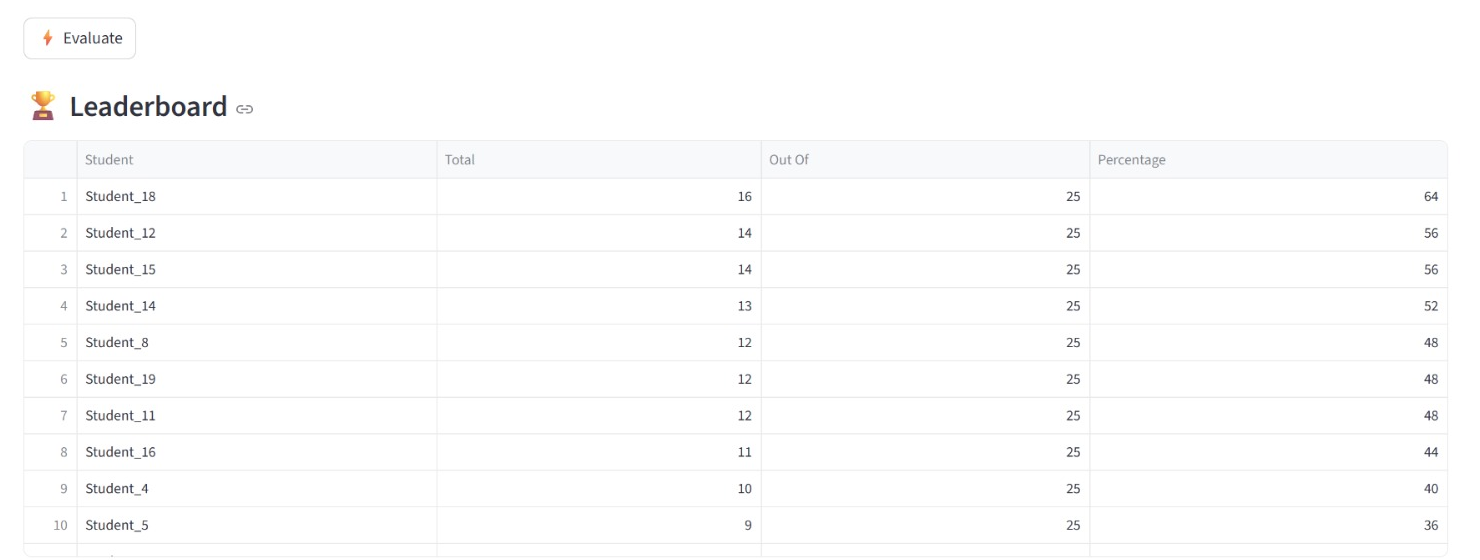 ⚡ Evaluate
🏆 Leaderboard
Student Total Out Of Percentage
1 Student_18 16 25 64
2 Student_12 14 25 56
3 Student_15 14 25 56
4 Student_14 13 25 52
5 Student_8 12 25 48
6 Student_19 12 25 48
7 Student_11 12 25 48
8 Student_16 11 25 44
9 Student_4 10 25 40
10 Student_5 9 25 36